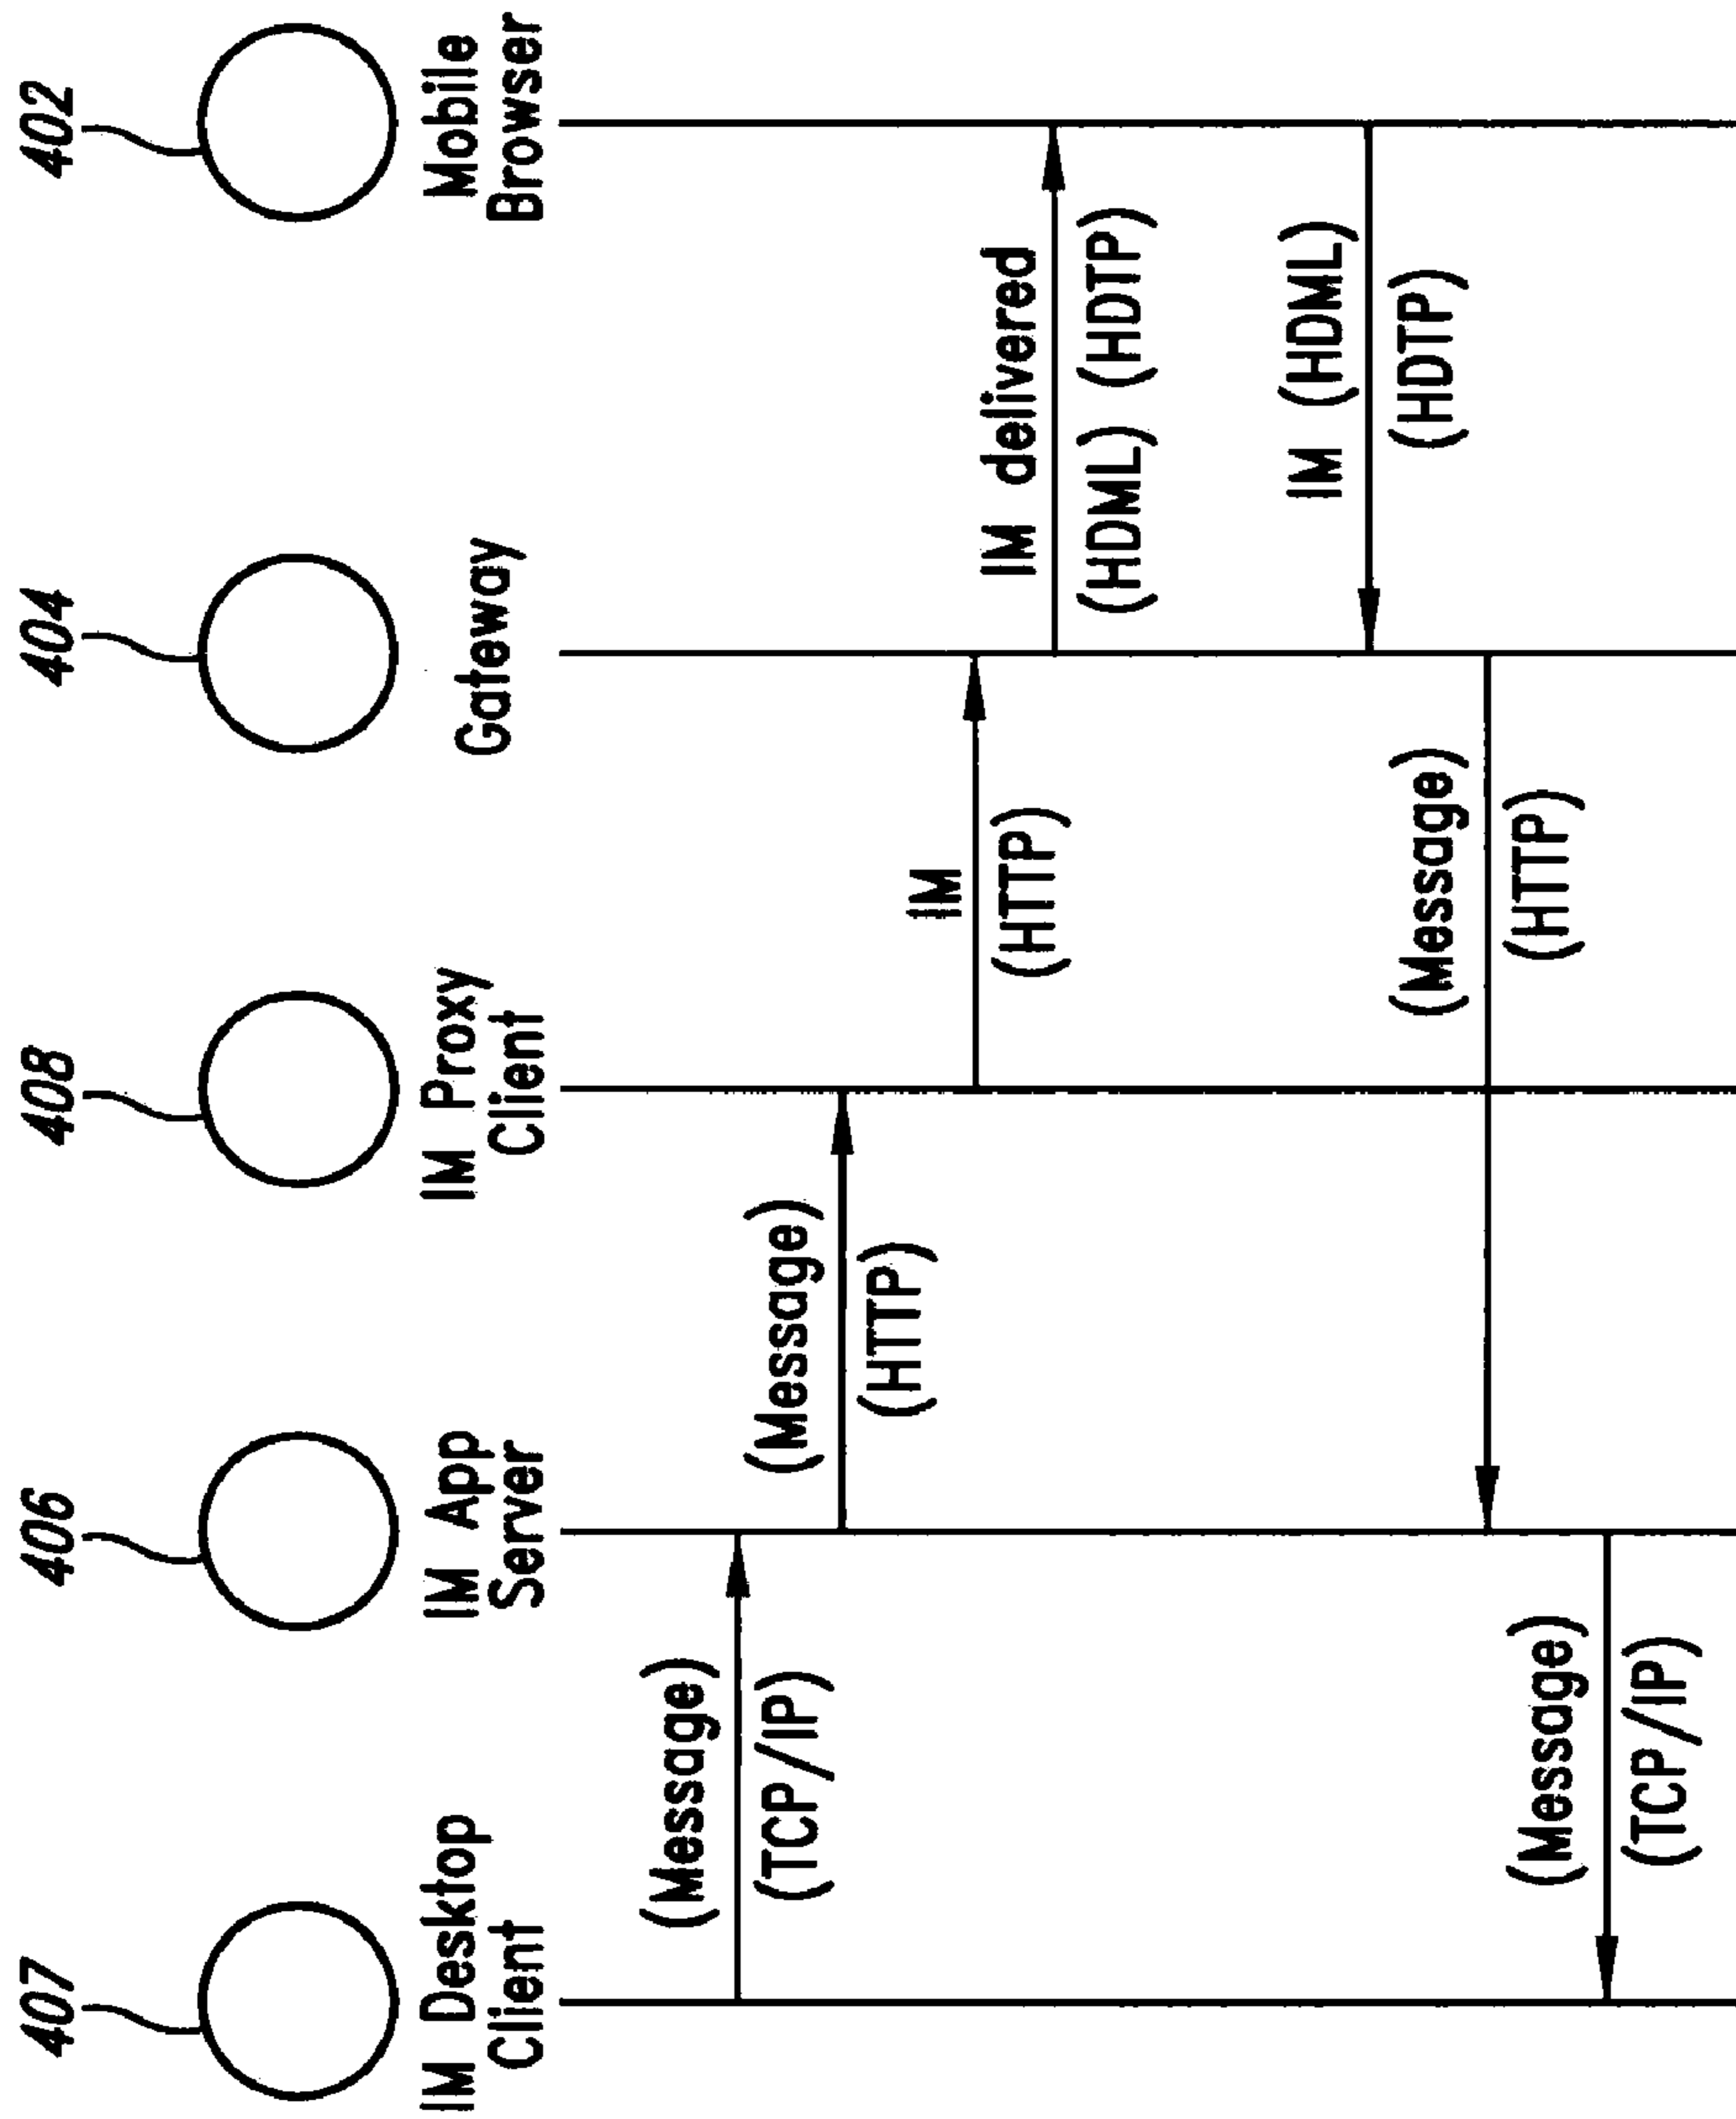 407
406
408
404
402
IM Desktop
Client
IM App
Server
IM Proxy
Client
Gateway
Mobile
Browser
(Message)
(TCP/IP)
(Message)
(HTTP)
IM
(HTTP)
IM delivered
(HDML) (HDTP)
IM (HDML)
(HDTP)
(Message)
(HTTP)
(Message)
(TCP/IP)